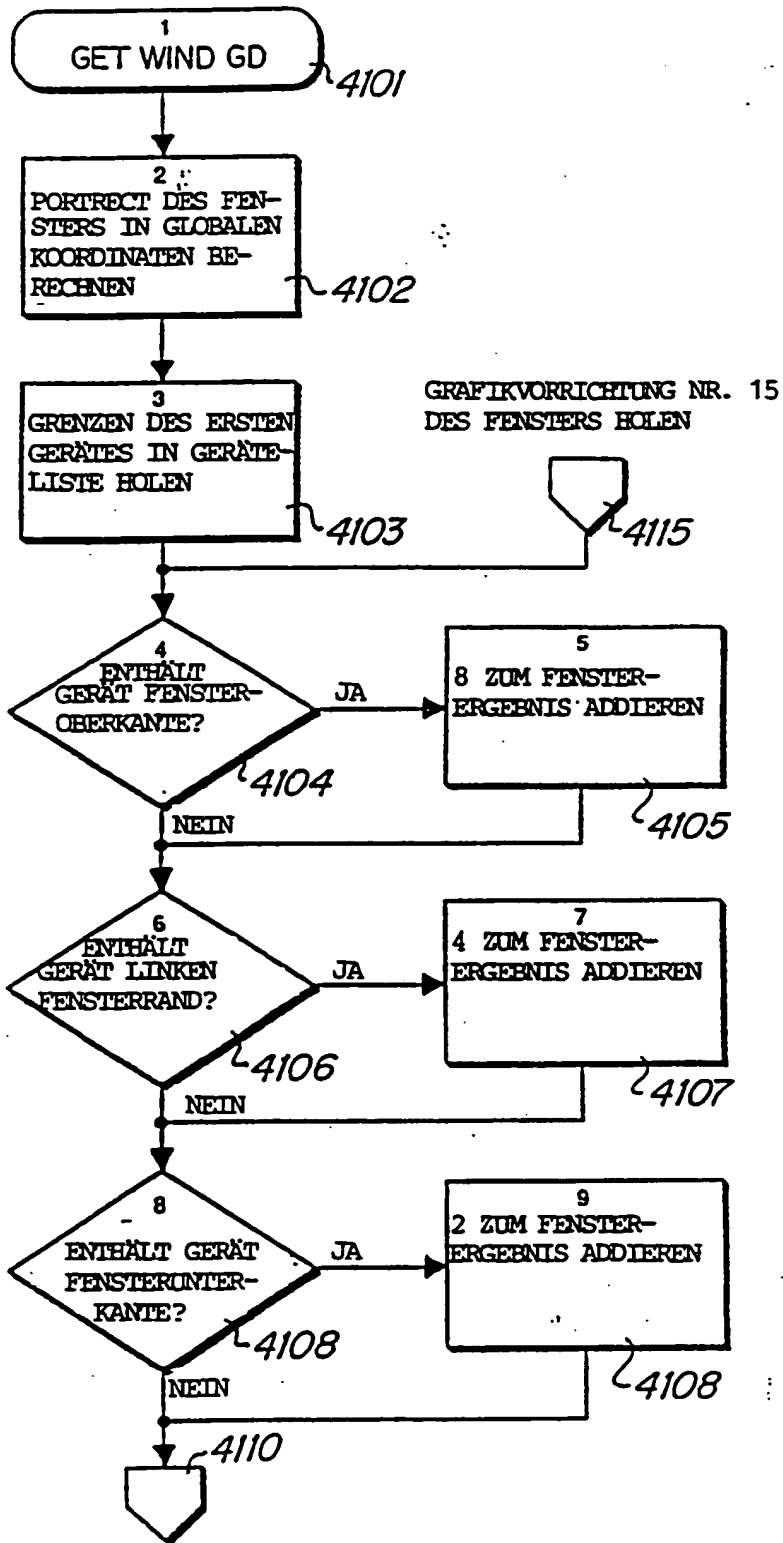 1
GET WIND GD
4101
2
PORTRECT DES FEN-
STERS IN GLOBALEN
KOORDINATEN BE-
RECHNEN
4102
3
GRENZEN DES ERSTEN
GERÄTES IN GERÄTE-
LISTE HOLEN
4103
GRAFIKVORRICHTUNG NR. 15
DES FENSTERS HOLEN
4115
4
ENTHÄLT
GERÄT FENSTER-
OBERKANTE?
4104
JA
5
8 ZUM FENSTER-
ERGEBNIS ADDIEREN
4105
NEIN
6
ENTHÄLT
GERÄT LINKEN
FENSTERRAND?
4106
JA
7
4 ZUM FENSTER-
ERGEBNIS ADDIEREN
4107
NEIN
8
ENTHÄLT GERÄT
FENSTERUNTER-
KANTE?
4108
JA
9
2 ZUM FENSTER-
ERGEBNIS ADDIEREN
4108
NEIN
4110